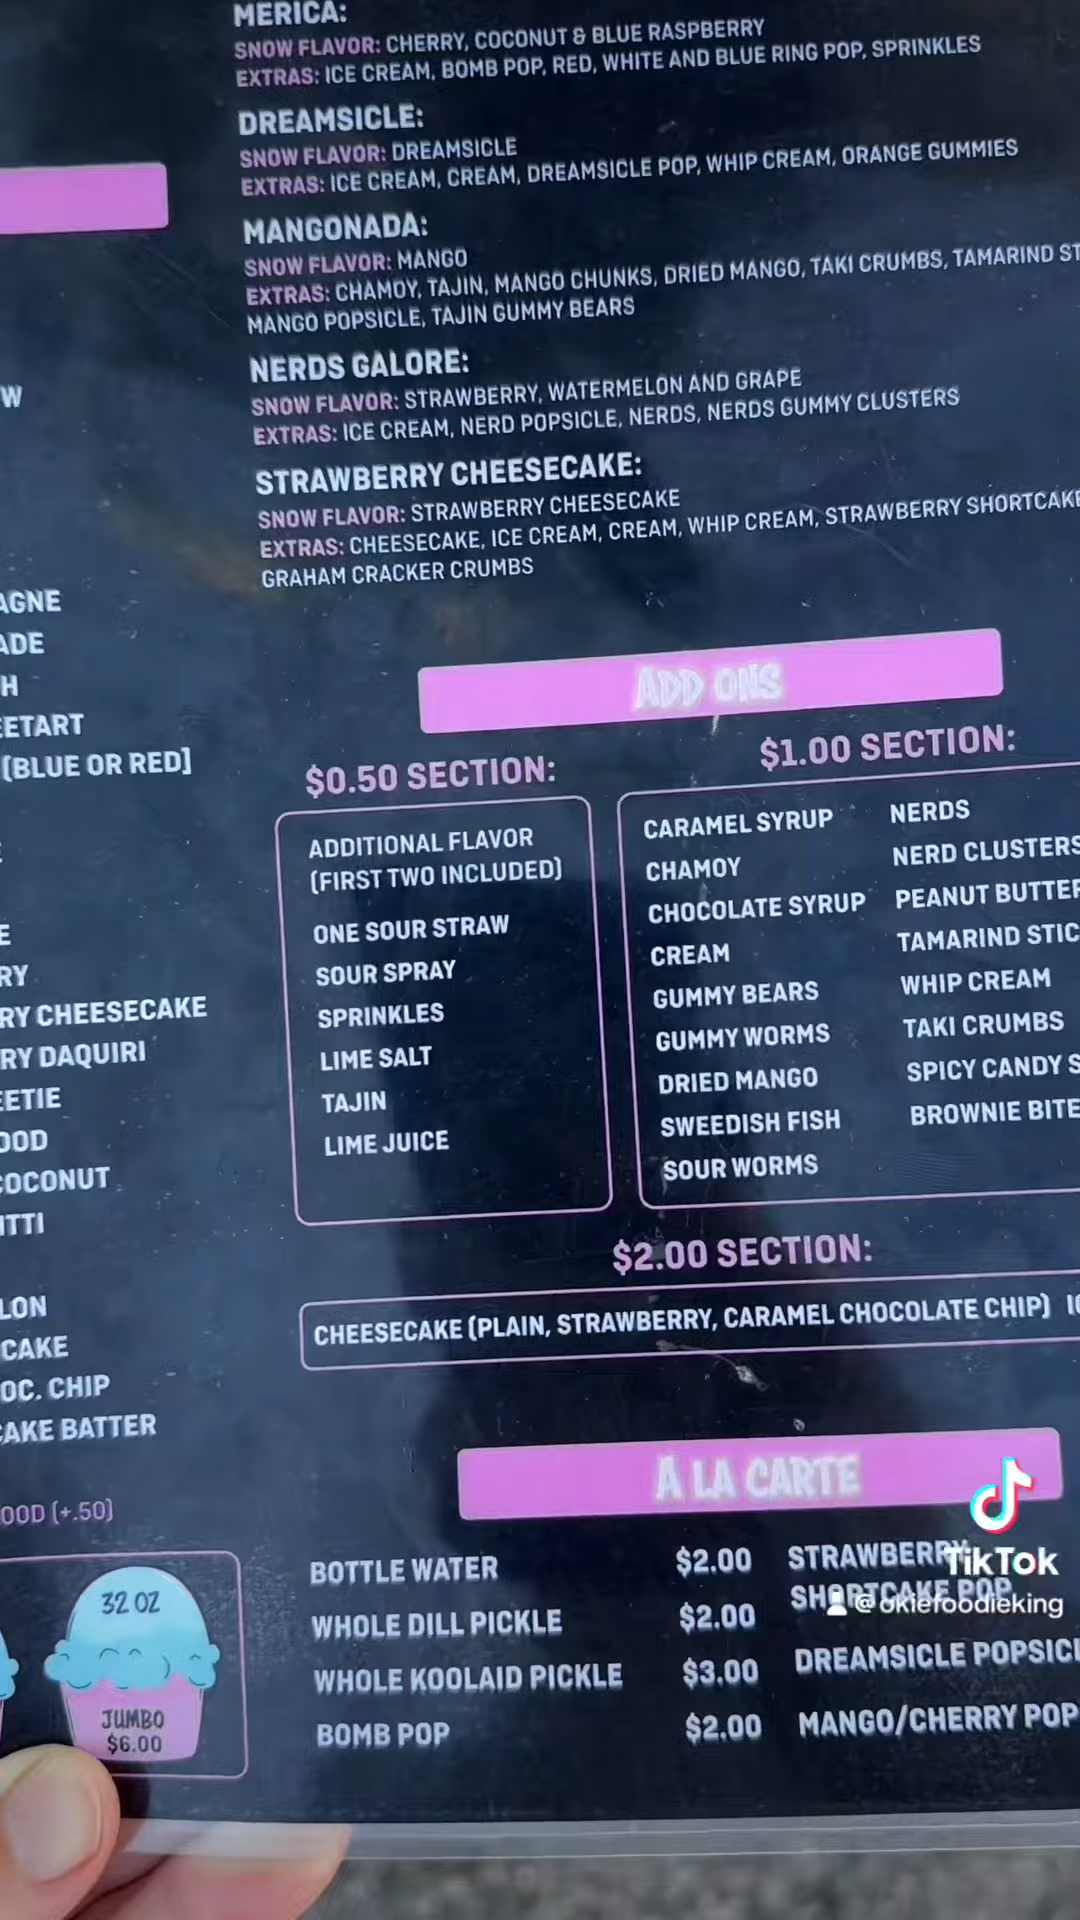 MERICA:
SNOW FLAVOR: CHERRY, COCONUT & BLUE RASPBERRY
EXTRAS: ICE CREAM, BOMB POP, RED, WHITE AND BLUE RING POP, SPRINKLES
DREAMSICLE:
SNOW FLAVOR: DREAMSICLE
EXTRAS: ICE CREAM, CREAM, DREAMSICLE POP, WHIP CREAM, ORANGE GUMMIES
MANGONADA:
SNOW FLAVOR: MANGO
EXTRAS: CHAMOY, TAJIN, MANGO CHUNKS, DRIED MANGO, TAKI CRUMBS, TAMARIND ST
MANGO POPSICLE, TAJIN GUMMY BEARS
NERDS GALORE:
SNOW FLAVOR: STRAWBERRY, WATERMELON AND GRAPE
EXTRAS: ICE CREAM, NERD POPSICLE, NERDS, NERDS GUMMY CLUSTERS
STRAWBERRY CHEESECAKE:
SNOW FLAVOR: STRAWBERRY CHEESECAKE
EXTRAS: CHEESECAKE, ICE CREAM, CREAM, WHIP CREAM, STRAWBERRY SHORTCAKE
GRAHAM CRACKER CRUMBS
W
AGNE
ADE
H
EETART
(BLUE OR RED)
E
RY
RY CHEESECAKE
RY DAQUIRI
EETIE
OOD
COCONUT
ITTI
LON
CAKE
OC. CHIP
CAKE BATTER
OOD (+.50)
32 OZ
JUMBO
$6.00
ADD ONS
$0.50 SECTION:
ADDITIONAL FLAVOR
(FIRST TWO INCLUDED)
ONE SOUR STRAW
SOUR SPRAY
SPRINKLES
LIME SALT
TAJIN
LIME JUICE
$1.00 SECTION:
CARAMEL SYRUP
CHAMOY
CHOCOLATE SYRUP
CREAM
GUMMY BEARS
GUMMY WORMS
DRIED MANGO
SWEEDISH FISH
SOUR WORMS
NERDS
NERD CLUSTERS
PEANUT BUTTER
TAMARIND STIC
WHIP CREAM
TAKI CRUMBS
SPICY CANDY S
BROWNIE BITE
$2.00 SECTION:
CHEESECAKE (PLAIN, STRAWBERRY, CARAMEL CHOCOLATE CHIP)
A LA CARTE
BOTTLE WATER $2.00
WHOLE DILL PICKLE $2.00
WHOLE KOOLAID PICKLE $3.00
BOMB POP $2.00
STRAWBERRY
SHORTCAKE POP
DREAMSICLE POPSICL
MANGO/CHERRY POP
TikTok
@okiefoodieking